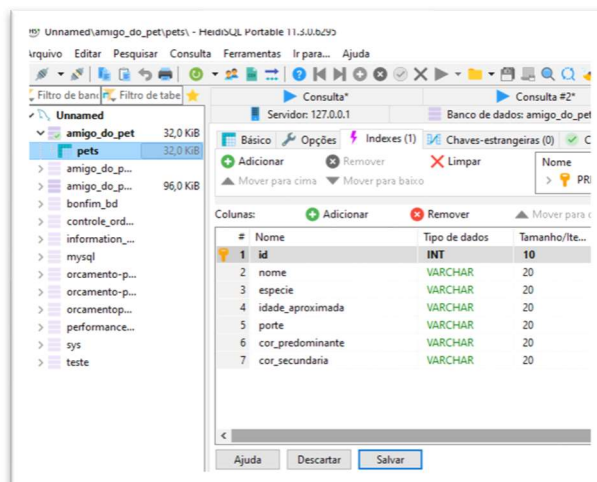 Unnamed\amigo_do_pet\pets\ - HeidiSQL Portable 11.3.0.6295
Arquivo Editar Pesquisar Consulta Ferramentas Ir para... Ajuda
Filtro de banc Filtro de tabe
Consulta* Consulta #2*
Servidor: 127.0.0.1 Banco de dados: amigo_do_pet
Unnamed
amigo_do_pet 32,0 KiB
pets 32,0 KiB
amigo_do_p...
amigo_do_p... 96,0 KiB
bonfim_bd
controle_ord...
information_...
mysql
orcamento-p...
orcamento-p...
orcamentop...
performance...
sys
teste
Básico Opções Indexes (1) Chaves-estrangeiras (0) C
Adicionar Remover Limpar
Mover para cima Mover para baixo
Nome
PRI
Colunas: Adicionar Remover Mover para c
# Nome Tipo de dados Tamanho/Ite...
1 id INT 10
2 nome VARCHAR 20
3 especie VARCHAR 20
4 idade_aproximada VARCHAR 20
5 porte VARCHAR 20
6 cor_predominante VARCHAR 20
7 cor_secundaria VARCHAR 20
Ajuda Descartar Salvar